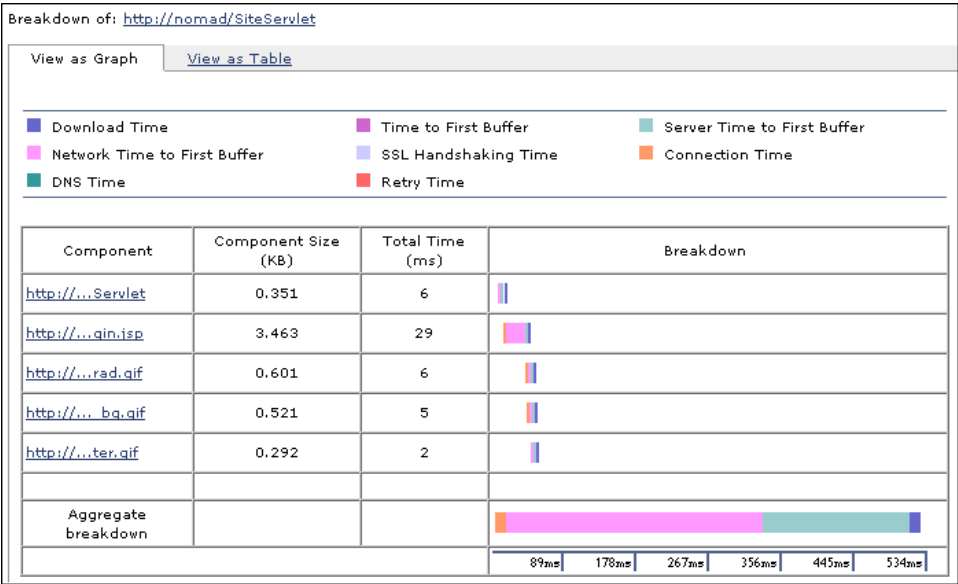 Breakdown of: http://nomad/SiteServlet
View as Graph View as Table
Download Time Time to First Buffer Server Time to First Buffer
Network Time to First Buffer SSL Handshaking Time Connection Time
DNS Time Retry Time
Component Component Size (KB) Total Time (ms) Breakdown
http://...Servlet 0.351 6
http://...gin.jsp 3.463 29
http://...rad.gif 0.601 6
http://... bg.gif 0.521 5
http://...ter.gif 0.292 2
Aggregate breakdown
89ms 178ms 267ms 356ms 445ms 534ms